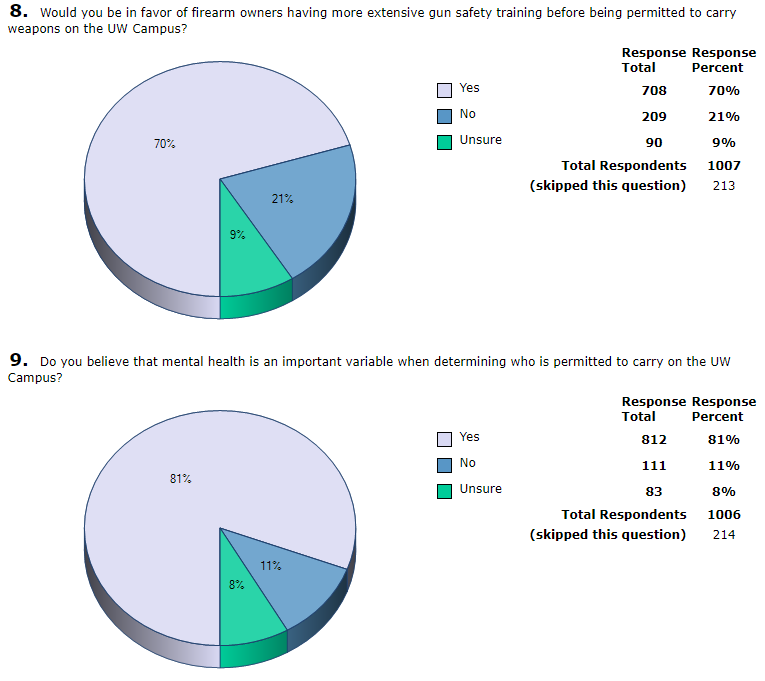 8. Would you be in favor of firearm owners having more extensive gun safety training before being permitted to carry
weapons on the UW Campus?
Response Response
Total Percent
Yes 708 70%
No 209 21%
Unsure 90 9%
Total Respondents 1007
(skipped this question) 213
70%
21%
9%
9. Do you believe that mental health is an important variable when determining who is permitted to carry on the UW
Campus?
Response Response
Total Percent
Yes 812 81%
No 111 11%
Unsure 83 8%
Total Respondents 1006
(skipped this question) 214
81%
11%
8%